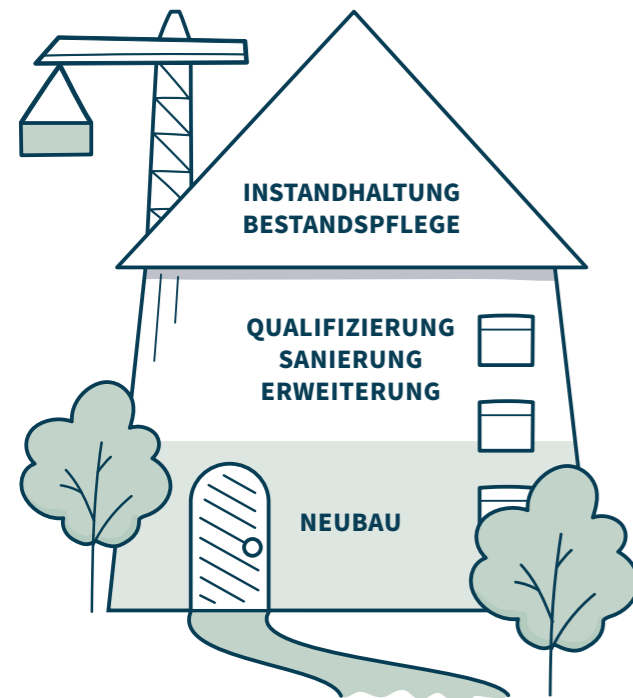 INSTANDHALTUNG
BESTANDSPFLEGE
QUALIFIZIERUNG
SANIERUNG
ERWEITERUNG
NEUBAU